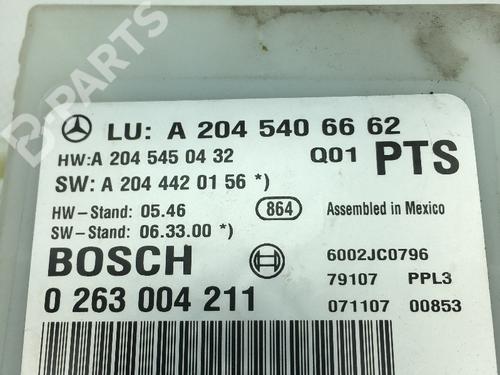 B-PARTS
LU: A 204 540 66 62
HW:A 204 545 04 32 Q01 PTS
SW: A 204 442 01 56 *)
HW-Stand: 05.46 864 Assembled in Mexico
SW-Stand: 06.33.00 *)
BOSCH 6002JC0796
79107 PPL3
0 263 004 211 071107 00853